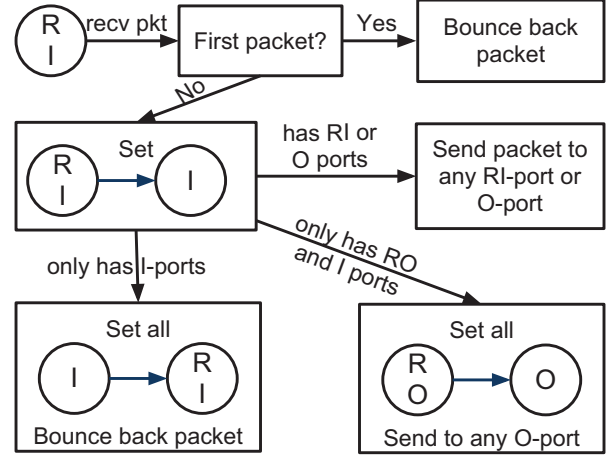 R
I
recv pkt
First packet?
Yes
Bounce back
packet
No
Set
R
I
I
has RI or
O ports
Send packet to
any RI-port or
O-port
only has I-ports
only has RO
and I ports
Set all
I
R
I
Bounce back packet
Set all
R
O
O
Send to any O-port